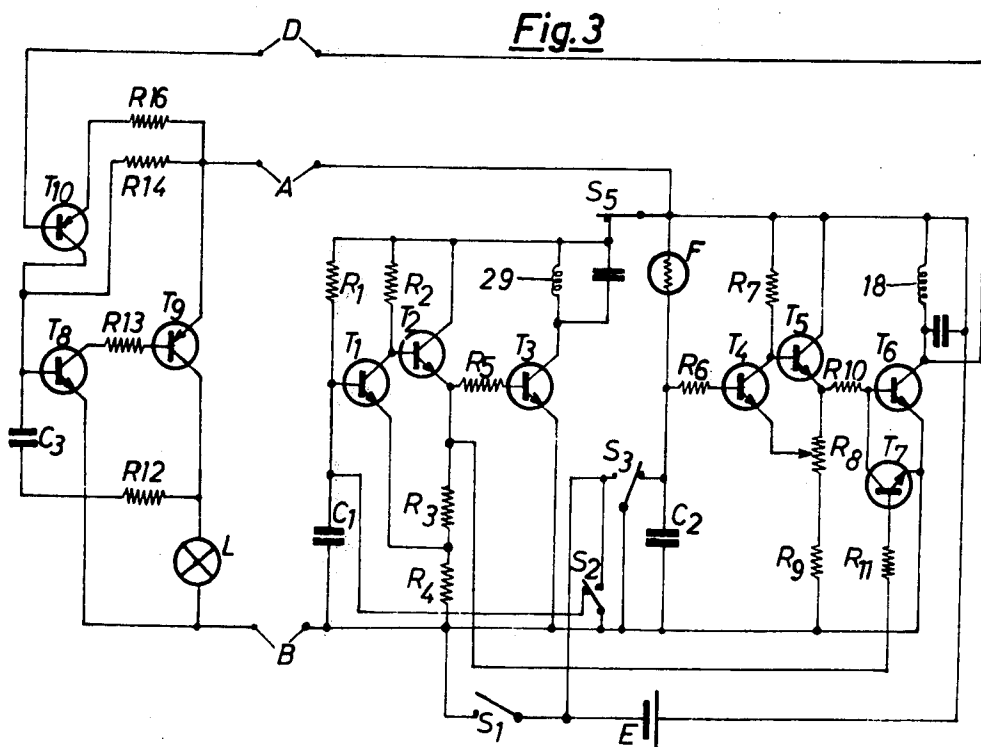 Fig. 3
D
R16
R14
A
T10
S5
F
R1
R2
29
R7
18
T8
R13
T9
T1
T2
R5
T3
R6
T4
T5
R10
T6
C3
R12
S3
R8
T7
C1
R3
C2
L
R4
S2
R9
R11
B
S1
E